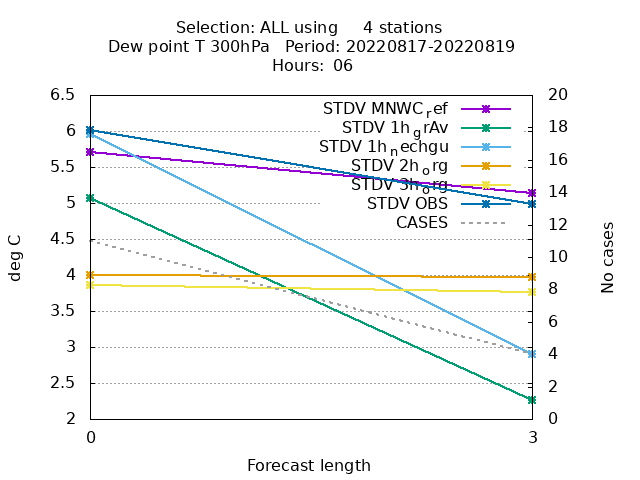 Selection: ALL using     4 stations
Dew point T 300hPa   Period: 20220817-20220819
Hours: 06
6.5
6
5.5
5
4.5
4
3.5
3
2.5
2
deg C
STDV MNWC_ref
STDV 1h_grAv
STDV 1h_nechgu
STDV 2h_org
STDV 3h_org
STDV OBS
CASES
20
18
16
14
12
10
8
6
4
2
0
No cases
0
3
Forecast length